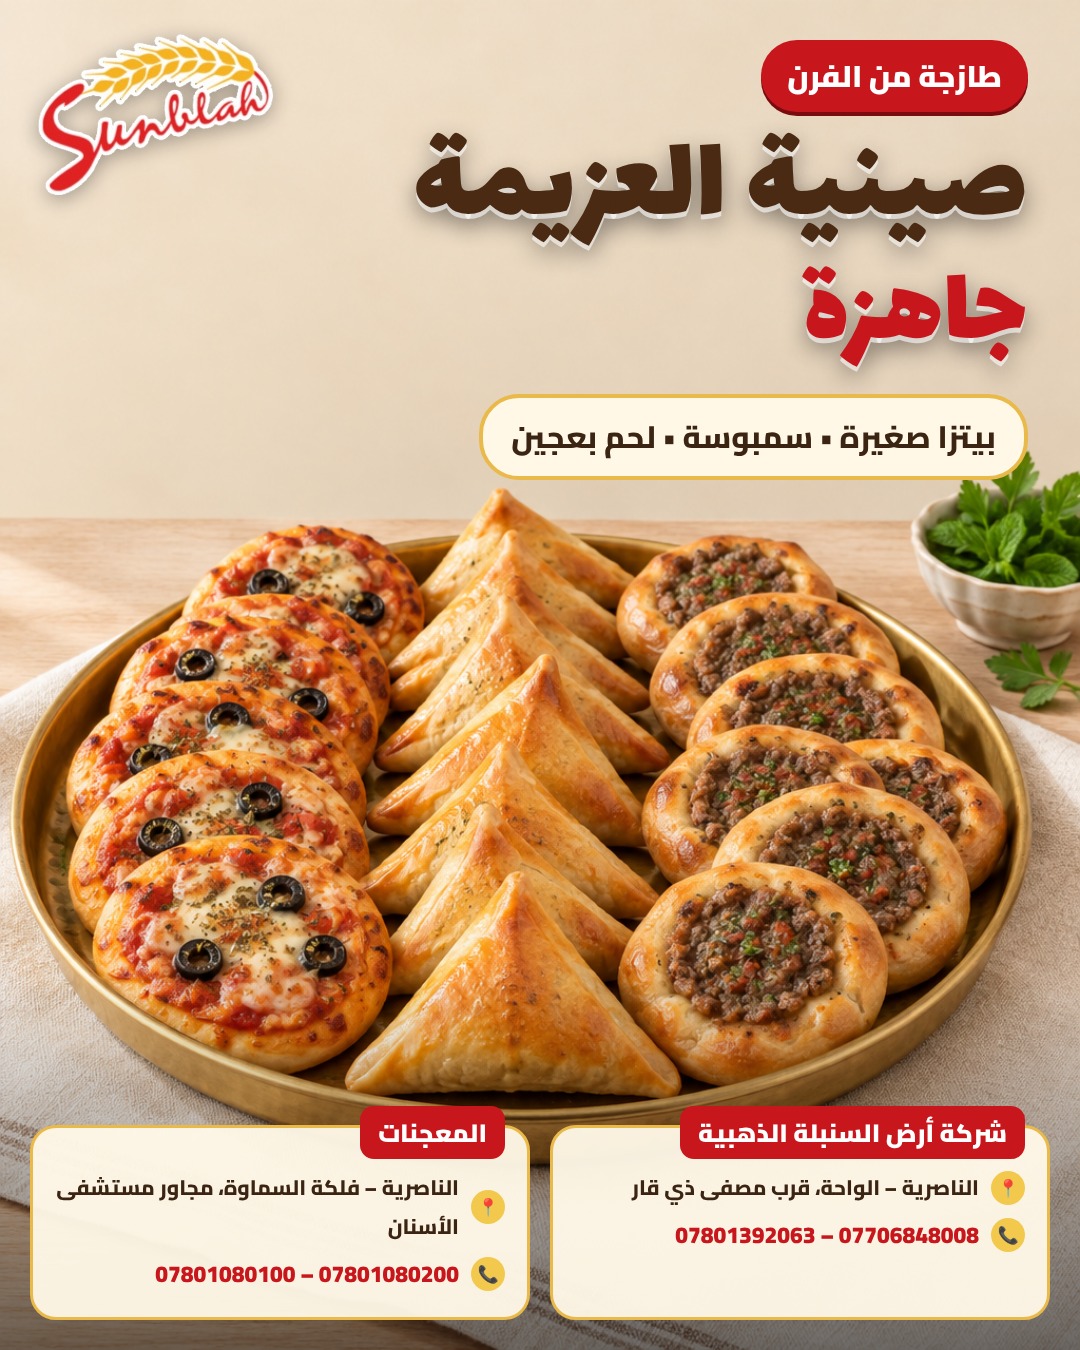 Sunblah
طازجة من الفرن
صينية العزيمة
جاهزة
بيتزا صغيرة ▪ سمبوسة ▪ لحم بعجين
شركة أرض السنبلة الذهبية
الناصرية – الواحة، قرب مصفى ذي قار
07801392063 – 07706848008
المعجنات
الناصرية – فلكة السماوة، مجاور مستشفى
الأسنان
07801080100 – 07801080200